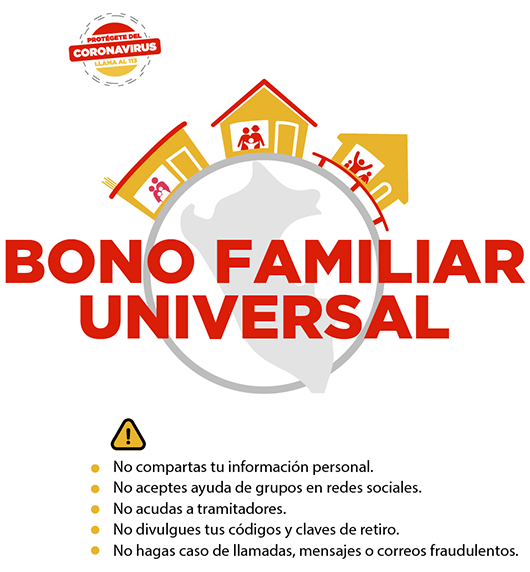 PROTÉGETE DEL
CORONAVIRUS
LLAMA AL 113
BONO FAMILIAR
UNIVERSAL
No compartas tu información personal.
No aceptes ayuda de grupos en redes sociales.
No acudas a tramitadores.
No divulgues tus códigos y claves de retiro.
No hagas caso de llamadas, mensajes o correos fraudulentos.